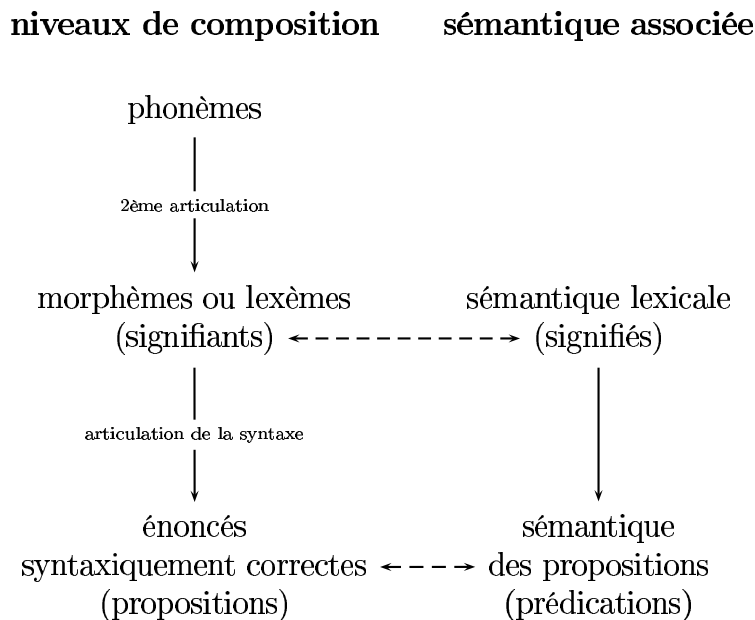 niveaux de composition sémantique associée
phonèmes
2ème articulation
morphèmes ou lexèmes sémantique lexicale
(signifiants) (signifiés)
articulation de la syntaxe
énoncés sémantique
syntaxiquement correctes des propositions
(propositions) (prédications)